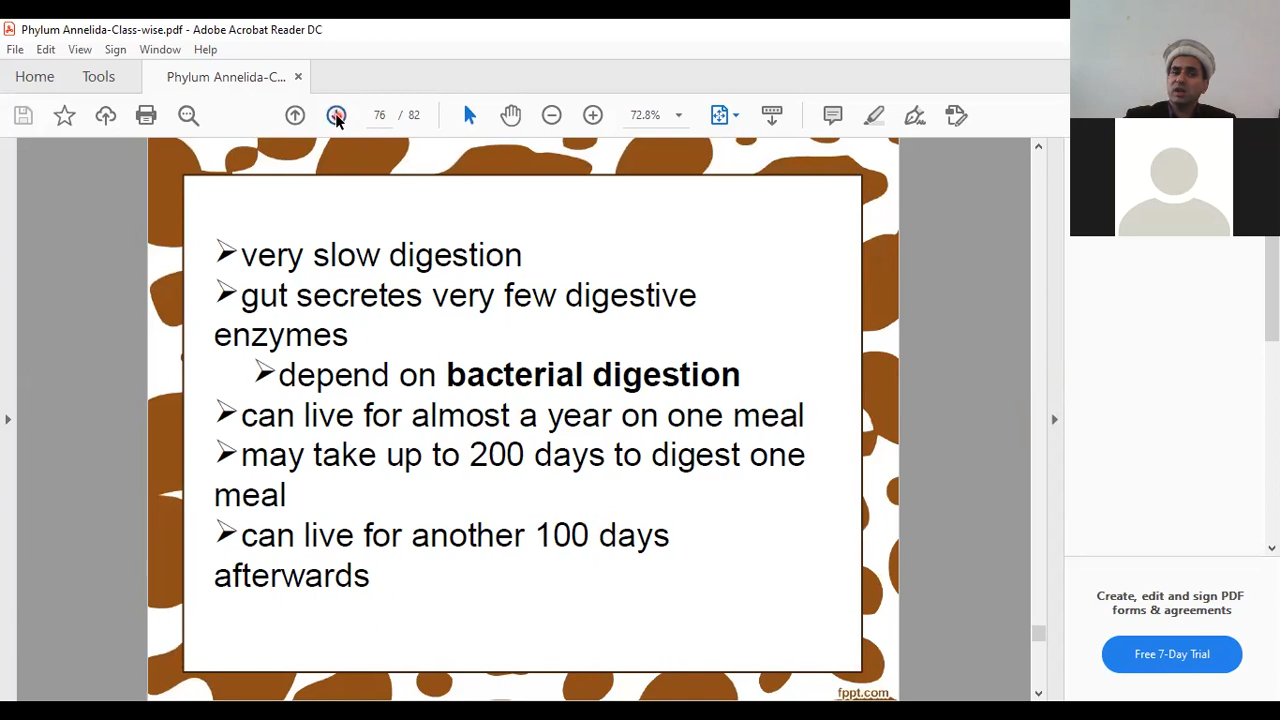 Phylum Annelida-Class-wise.pdf - Adobe Acrobat Reader DC
File Edit View Sign Window Help
Home Tools Phylum Annelida-C... ×
76 / 82 72.8%
➢very slow digestion
➢gut secretes very few digestive
enzymes
➢depend on bacterial digestion
➢can live for almost a year on one meal
➢may take up to 200 days to digest one
meal
➢can live for another 100 days
afterwards
fppt.com
Create, edit and sign PDF
forms & agreements
Free 7-Day Trial